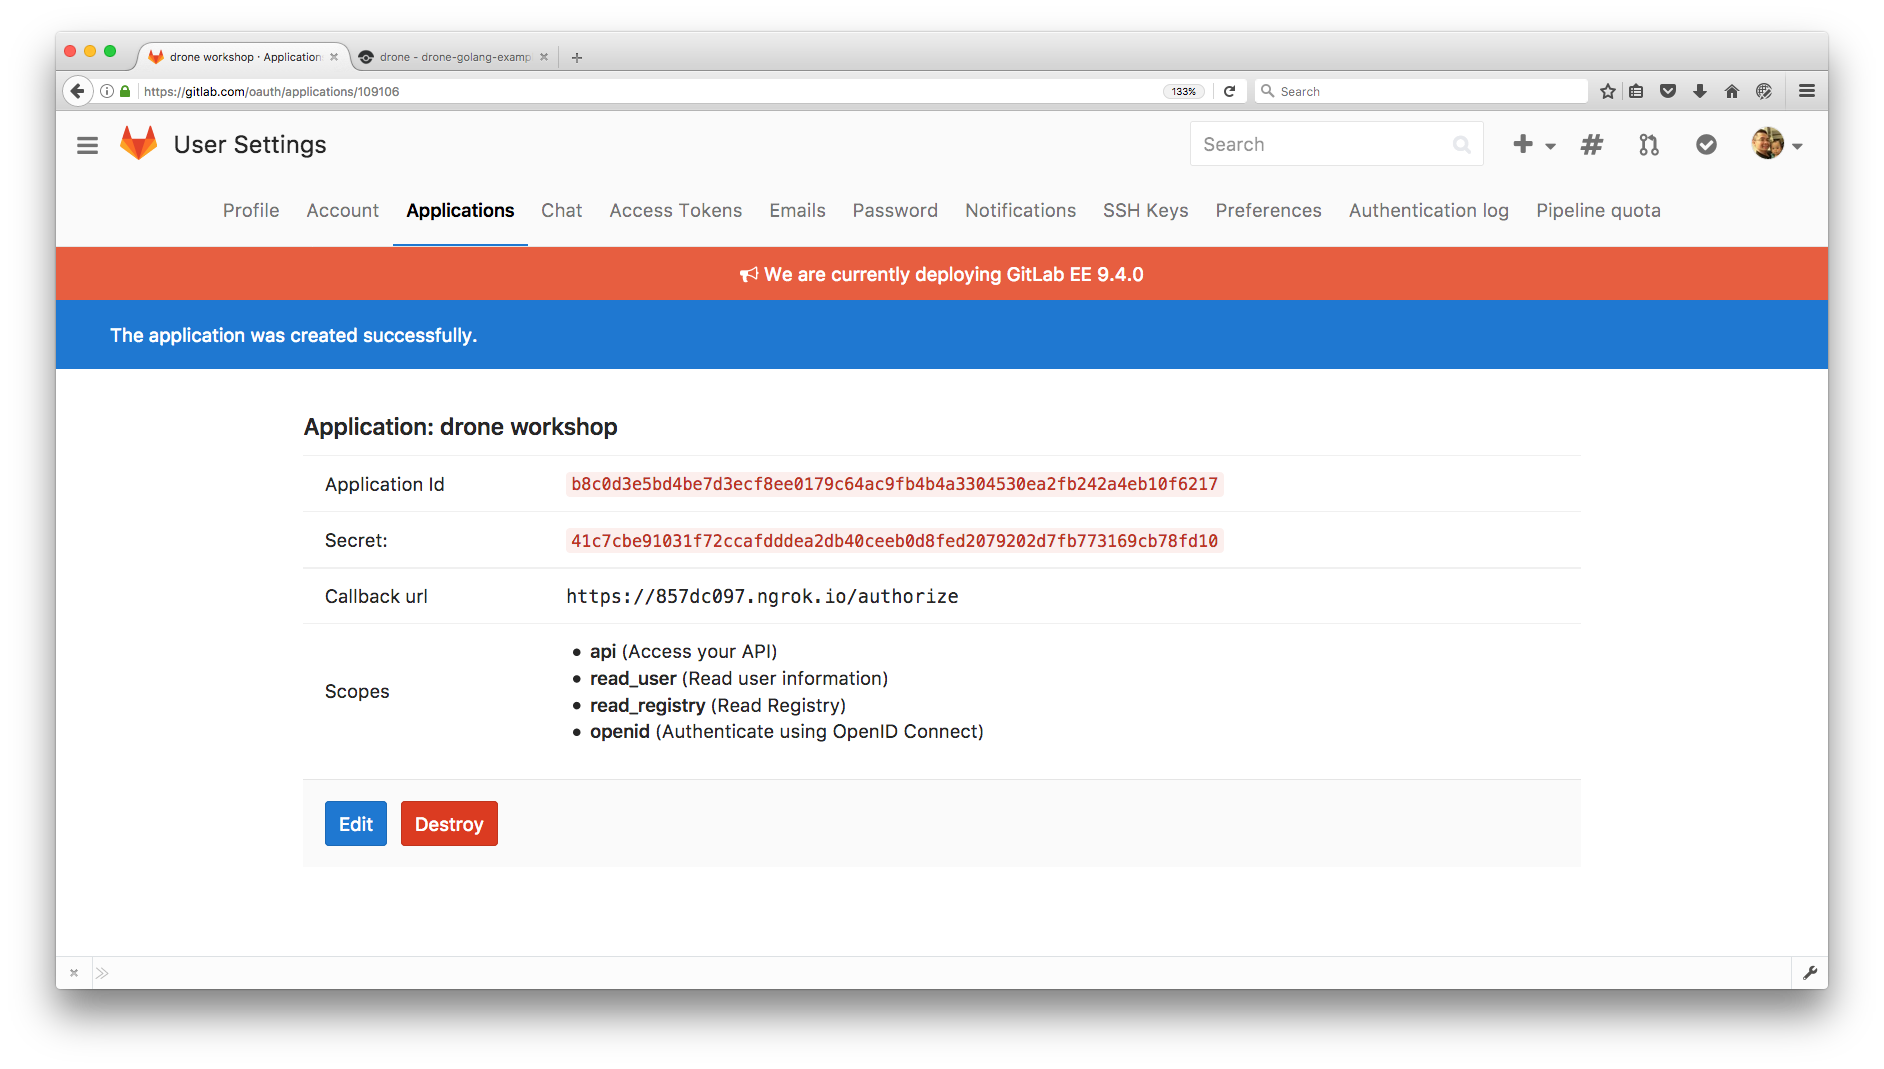 drone workshop · Application
drone - drone-golang-examp
https://gitlab.com/oauth/applications/109106
133%
Search
User Settings
Search
Profile Account Applications Chat Access Tokens Emails Password Notifications SSH Keys Preferences Authentication log Pipeline quota
We are currently deploying GitLab EE 9.4.0
The application was created successfully.
Application: drone workshop
Application Id b8c0d3e5bd4be7d3ecf8ee0179c64ac9fb4b4a3304530ea2fb242a4eb10f6217
Secret: 41c7cbe91031f72ccafdddea2db40ceeb0d8fed2079202d7fb773169cb78fd10
Callback url https://857dc097.ngrok.io/authorize
Scopes
• api (Access your API)
• read_user (Read user information)
• read_registry (Read Registry)
• openid (Authenticate using OpenID Connect)
Edit Destroy